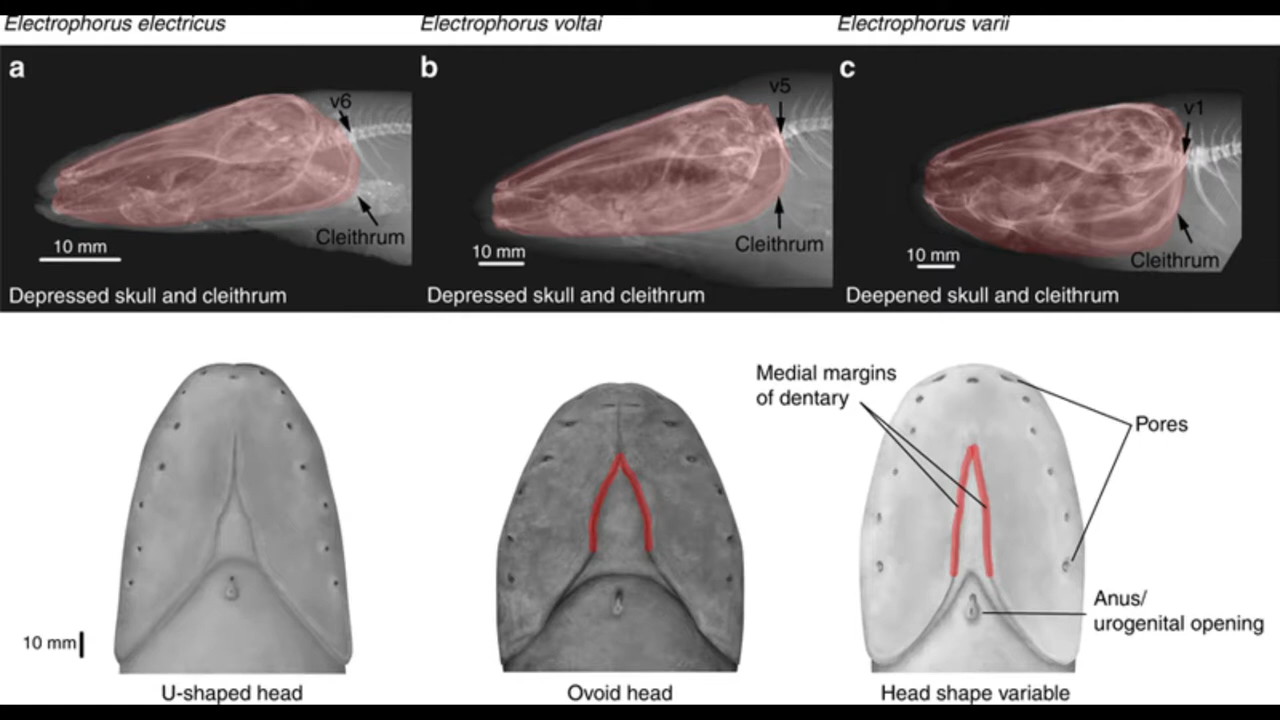 Electrophorus electricus
Electrophorus voltai
Electrophorus varii
a
b
c
v6
v5
v1
Cleithrum
Cleithrum
Cleithrum
10 mm
10 mm
10 mm
Depressed skull and cleithrum
Depressed skull and cleithrum
Deepened skull and cleithrum
Medial margins
of dentary
Pores
Anus/
urogenital opening
10 mm
U-shaped head
Ovoid head
Head shape variable